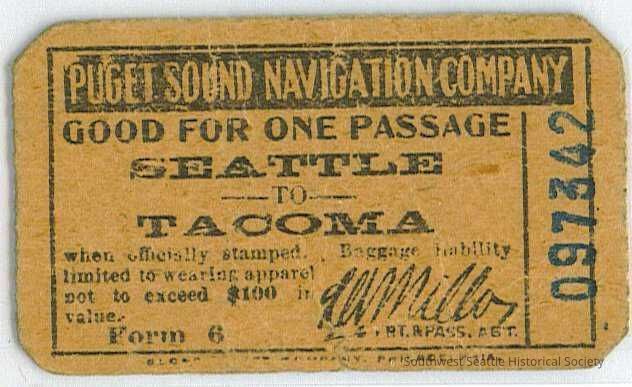 PUGET SOUND NAVIGATION COMPANY
GOOD FOR ONE PASSAGE
SEATTLE
—TO—
TACOMA
when officially stamped. Baggage liability
limited to wearing apparel
not to exceed $100 in
value.
Form 6
FRT. & PASS. AGT.
097342
Southwest Seattle Historical Society